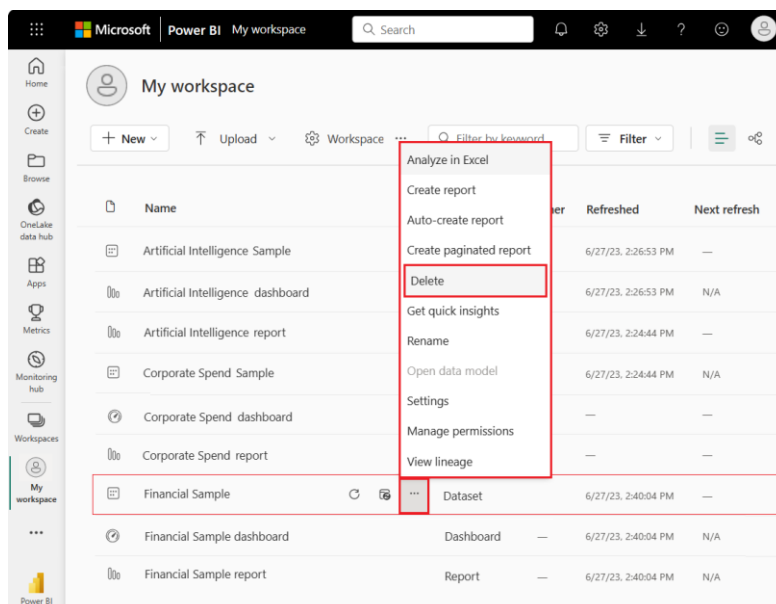 Microsoft Power BI My workspace Search ?
Home
Create
Browse
OneLake
data hub
Apps
Metrics
Monitoring
hub
Workspaces
My
workspace
...
Power BI
My workspace
+ New Upload Workspace ... Filter by keyword Filter
Name Refreshed Next refresh
Artificial Intelligence Sample 6/27/23, 2:26:53 PM —
Artificial Intelligence dashboard 6/27/23, 2:26:53 PM N/A
Artificial Intelligence report 6/27/23, 2:24:44 PM —
Corporate Spend Sample 6/27/23, 2:24:44 PM N/A
Corporate Spend dashboard — —
Corporate Spend report — —
Financial Sample ... Dataset 6/27/23, 2:40:04 PM —
Financial Sample dashboard Dashboard — 6/27/23, 2:40:04 PM N/A
Financial Sample report Report — 6/27/23, 2:40:04 PM N/A
Analyze in Excel
Create report
Auto-create report
Create paginated report
Delete
Get quick insights
Rename
Open data model
Settings
Manage permissions
View lineage